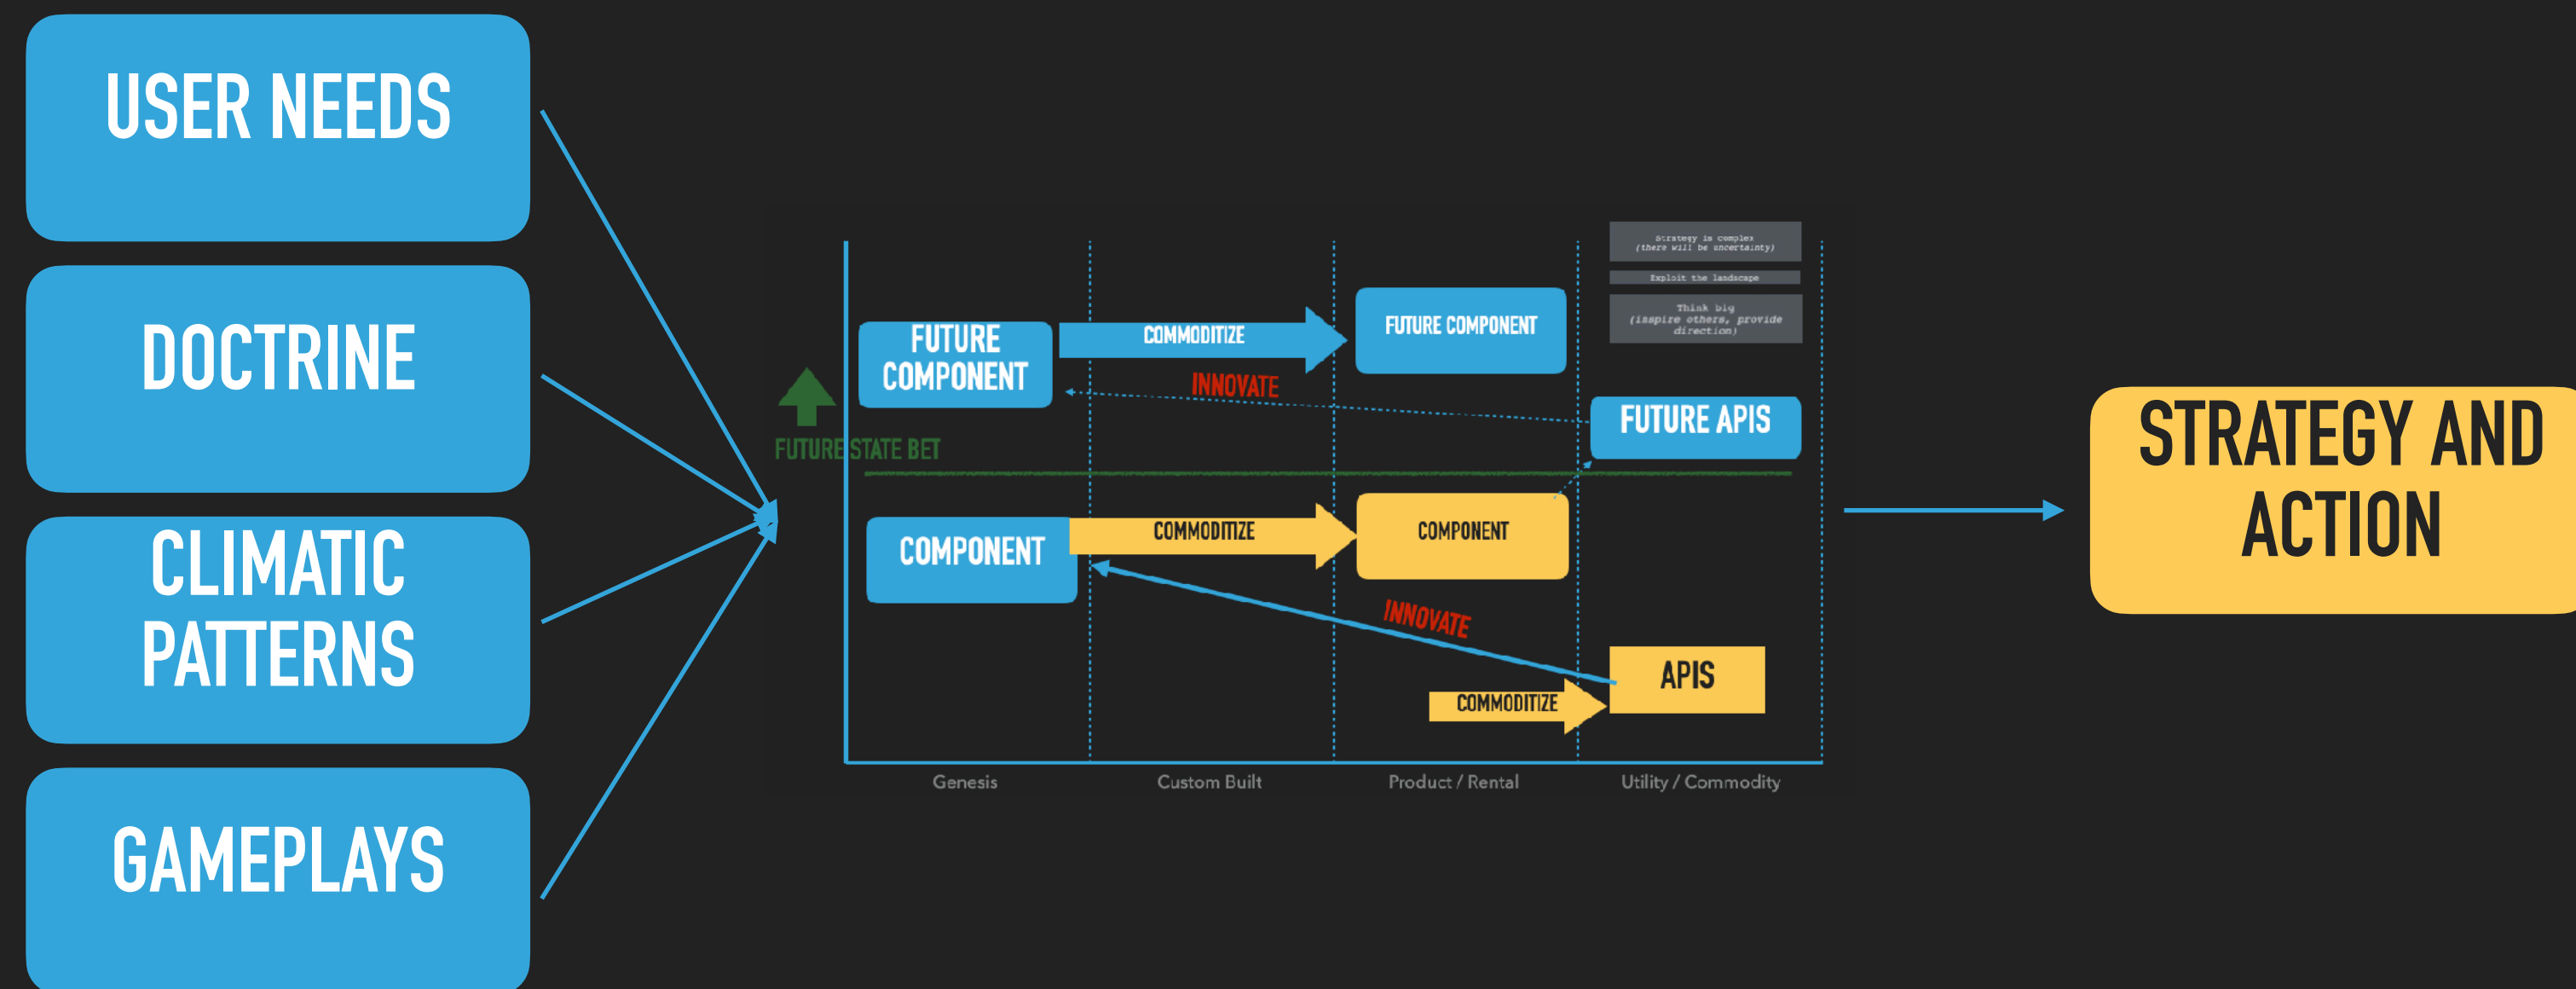 USER NEEDS
DOCTRINE
CLIMATIC
PATTERNS
GAMEPLAYS
Strategy is complex
(there will be uncertainty)
Exploit the landscape
Think big
(inspire others, provide
direction)
FUTURE
COMPONENT
COMMODITIZE
FUTURE COMPONENT
INNOVATE
FUTURE APIS
FUTURE STATE BET
COMPONENT
COMMODITIZE
COMPONENT
INNOVATE
APIS
COMMODITIZE
Genesis
Custom Built
Product / Rental
Utility / Commodity
STRATEGY AND
ACTION